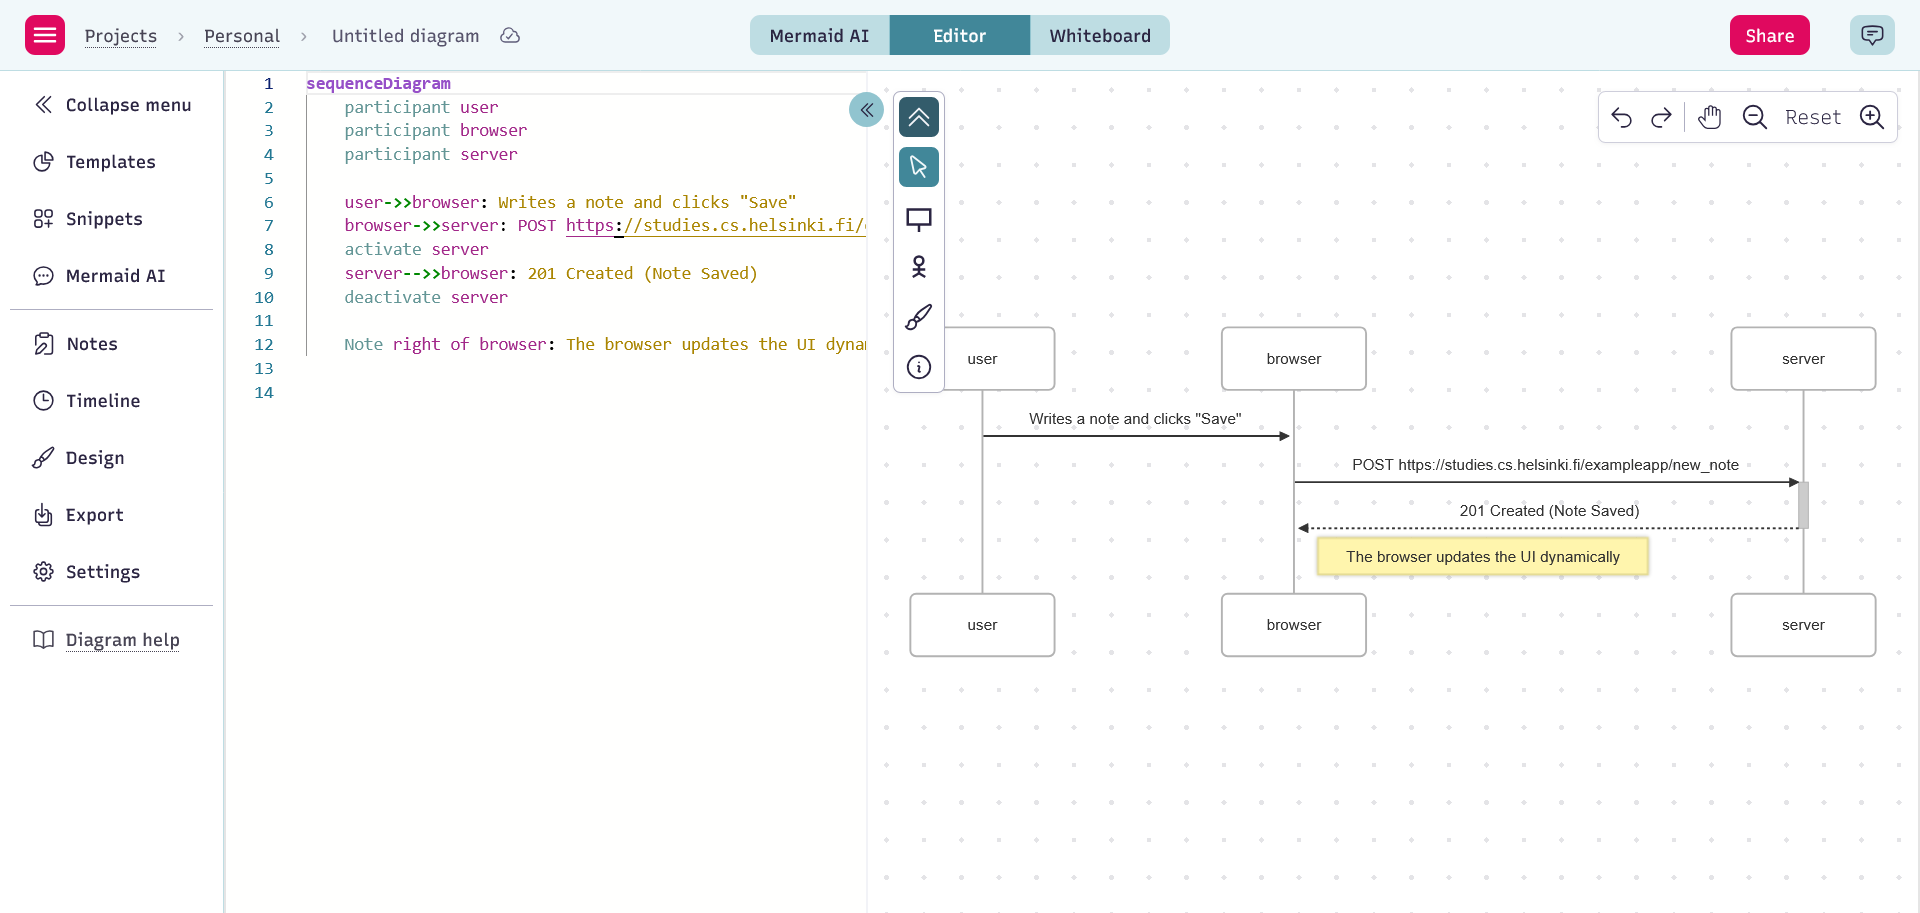 Projects > Personal > Untitled diagram
Mermaid AI Editor Whiteboard
Share
Collapse menu
Templates
Snippets
Mermaid AI
Notes
Timeline
Design
Export
Settings
Diagram help
1 sequenceDiagram
2 participant user
3 participant browser
4 participant server
5
6 user->>browser: Writes a note and clicks "Save"
7 browser->>server: POST https://studies.cs.helsinki.fi/
8 activate server
9 server-->>browser: 201 Created (Note Saved)
10 deactivate server
11
12 Note right of browser: The browser updates the UI dynam
13
14
Reset
user browser server
Writes a note and clicks "Save"
POST https://studies.cs.helsinki.fi/exampleapp/new_note
201 Created (Note Saved)
The browser updates the UI dynamically
user browser server